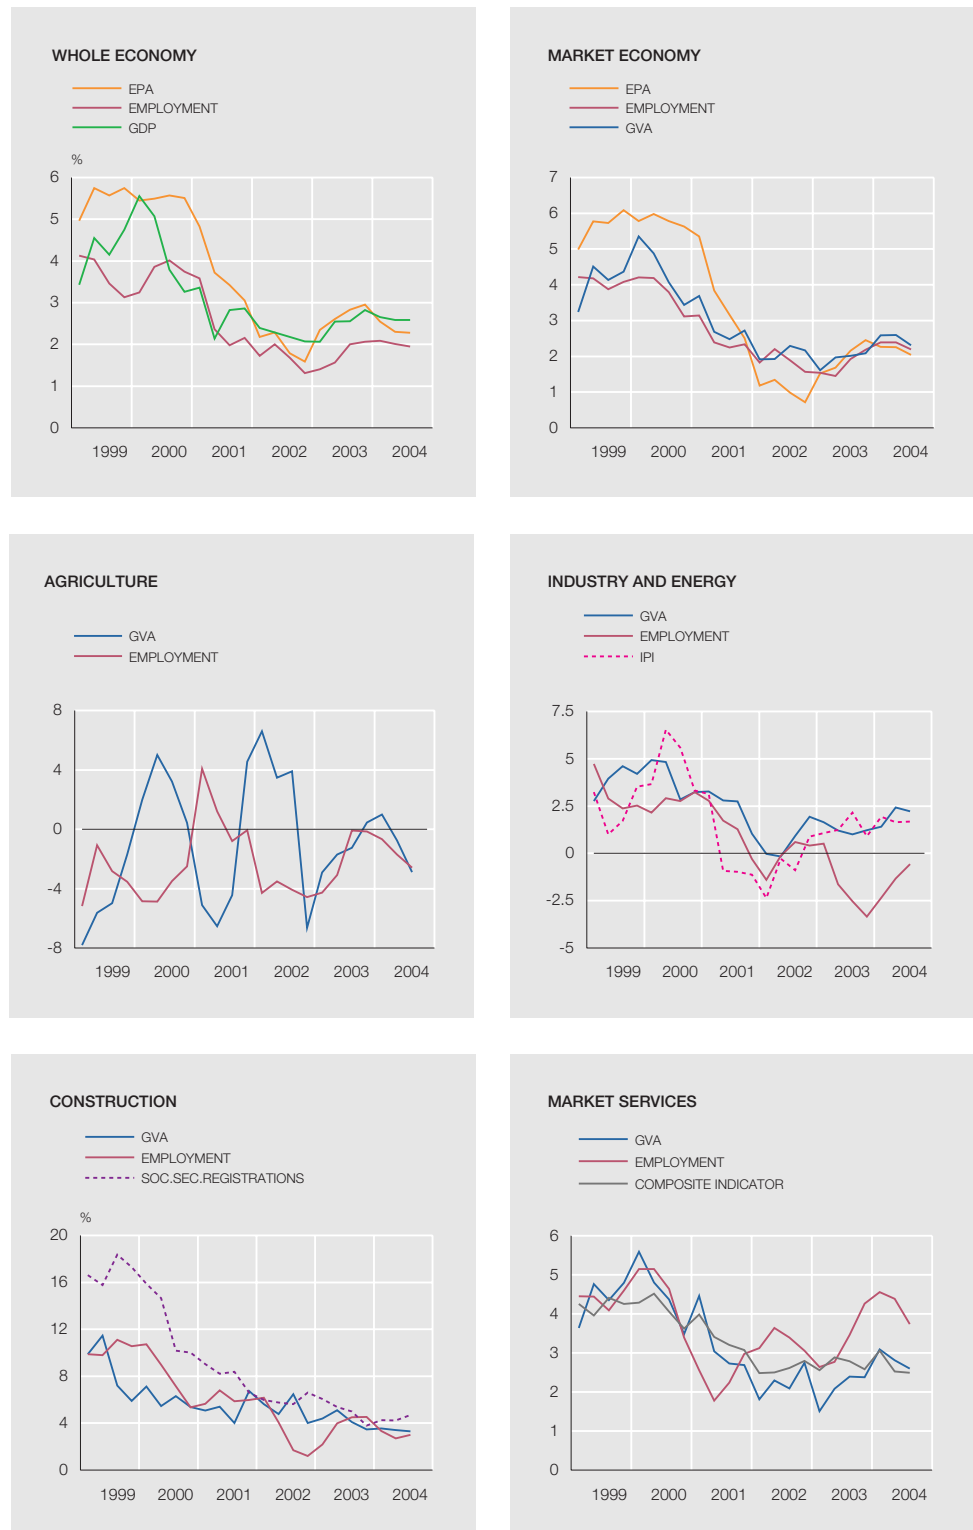 WHOLE ECONOMY
EPA
EMPLOYMENT
GDP
%
6
5
4
3
2
1
0
1999 2000 2001 2002 2003 2004
MARKET ECONOMY
EPA
EMPLOYMENT
GVA
7
6
5
4
3
2
1
0
1999 2000 2001 2002 2003 2004
AGRICULTURE
GVA
EMPLOYMENT
8
4
0
-4
-8
1999 2000 2001 2002 2003 2004
INDUSTRY AND ENERGY
GVA
EMPLOYMENT
IPI
7.5
5
2.5
0
-2.5
-5
1999 2000 2001 2002 2003 2004
CONSTRUCTION
GVA
EMPLOYMENT
SOC.SEC.REGISTRATIONS
%
20
16
12
8
4
0
1999 2000 2001 2002 2003 2004
MARKET SERVICES
GVA
EMPLOYMENT
COMPOSITE INDICATOR
6
5
4
3
2
1
0
1999 2000 2001 2002 2003 2004